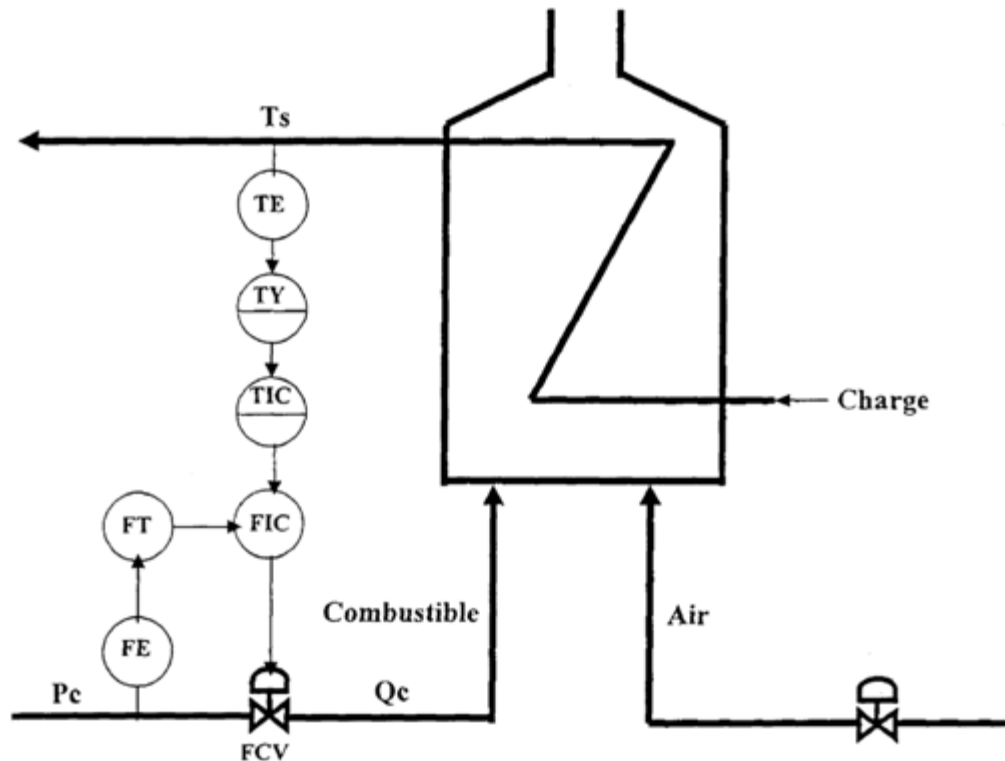 Ts
TE
TY
TIC
Charge
FT
FIC
Combustible
Air
FE
Pc
Qc
FCV